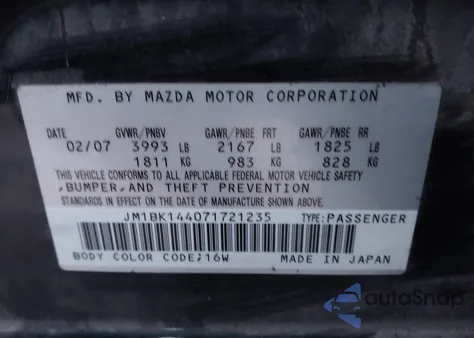 MFD. BY MAZDA MOTOR CORPORATION
GVWR/PNBV GAWR/PNBE FRT GAWR/PNBE RR
02/07 3993 LB 2167 LB 1825 LB
1811 KG 983 KG 828 KG
THIS VEHICLE CONFORMS TO ALL APPLICABLE FEDERAL MOTOR VEHICLE SAFETY
,BUMPER,AND THEFT PREVENTION
STANDARDS IN EFFECT ON THE DATE OF MANUFACTURE SHOWN ABOVE.
JM1BK144071721235 TYPE:PASSENGER
BODY COLOR CODE;16W MADE IN JAPAN
autoSnap